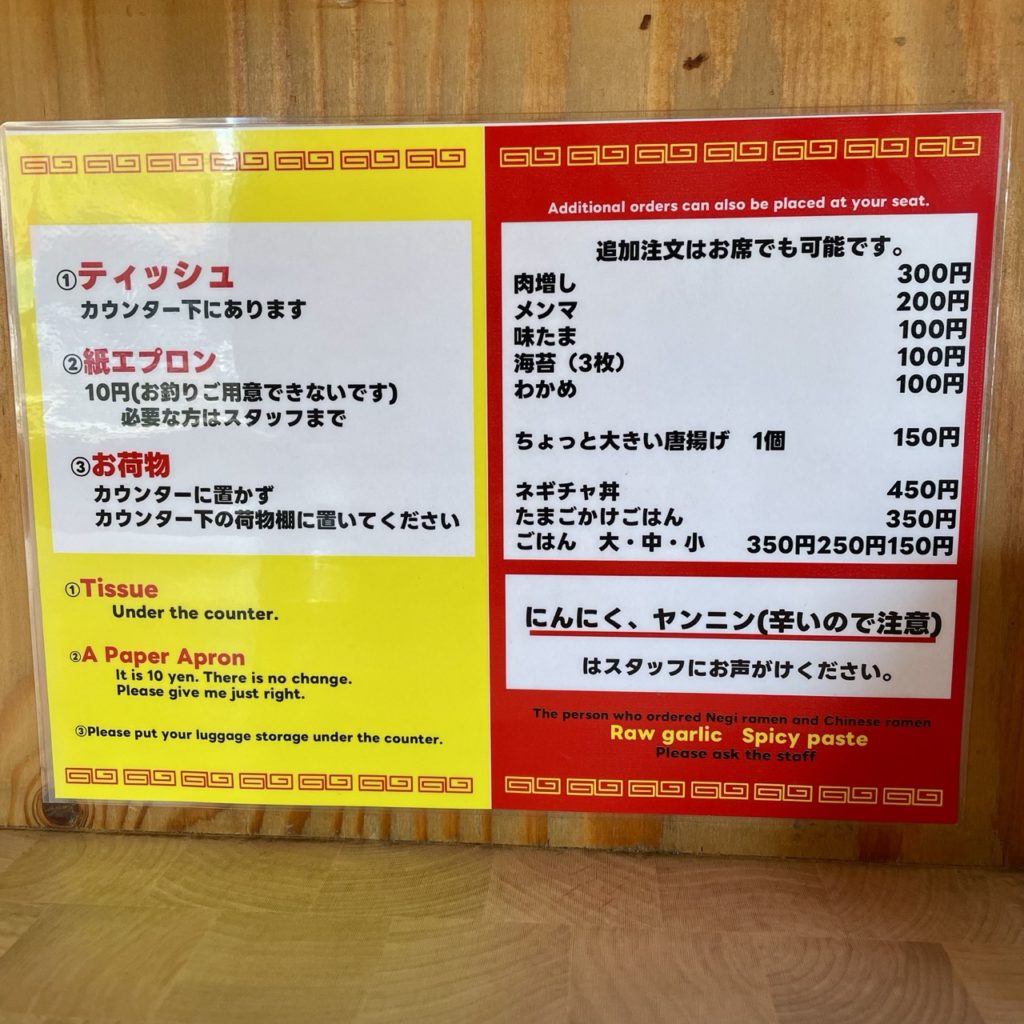 ①ティッシュ
カウンター下にあります
②紙エプロン
10円(お釣りご用意できないです)
必要な方はスタッフまで
③お荷物
カウンターに置かず
カウンター下の荷物棚に置いてください
①Tissue
Under the counter.
②A Paper Apron
It is 10 yen. There is no change.
Please give me just right.
③Please put your luggage storage under the counter.
Additional orders can also be placed at your seat.
追加注文はお席でも可能です。
肉増し 300円
メンマ 200円
味たま 100円
海苔（3枚） 100円
わかめ 100円
ちょっと大きい唐揚げ 1個 150円
ネギチャ丼 450円
たまごかけごはん 350円
ごはん 大・中・小 350円250円150円
にんにく、ヤンニン(辛いので注意)
はスタッフにお声がけください。
The person who ordered Negi ramen and Chinese ramen
Raw garlic Spicy paste
Please ask the staff